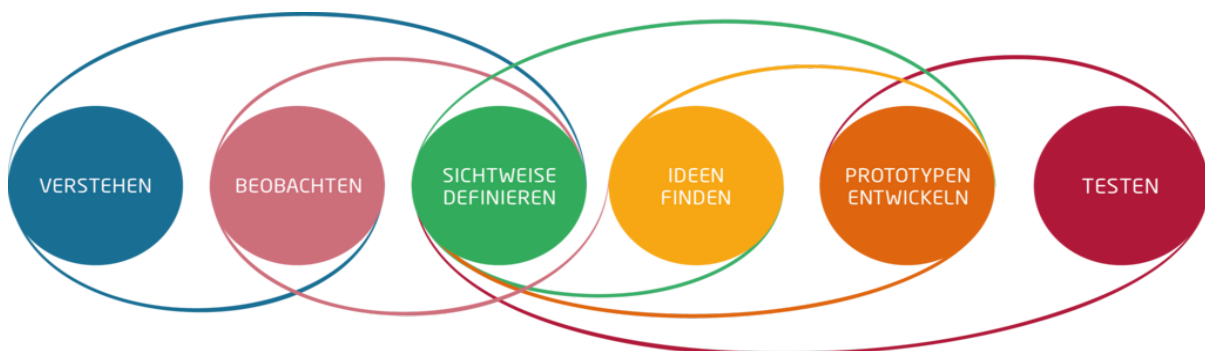 VERSTEHEN
BEOBACHTEN
SICHTWEISE
DEFINIEREN
IDEEN
FINDEN
PROTOTYPEN
ENTWICKELN
TESTEN